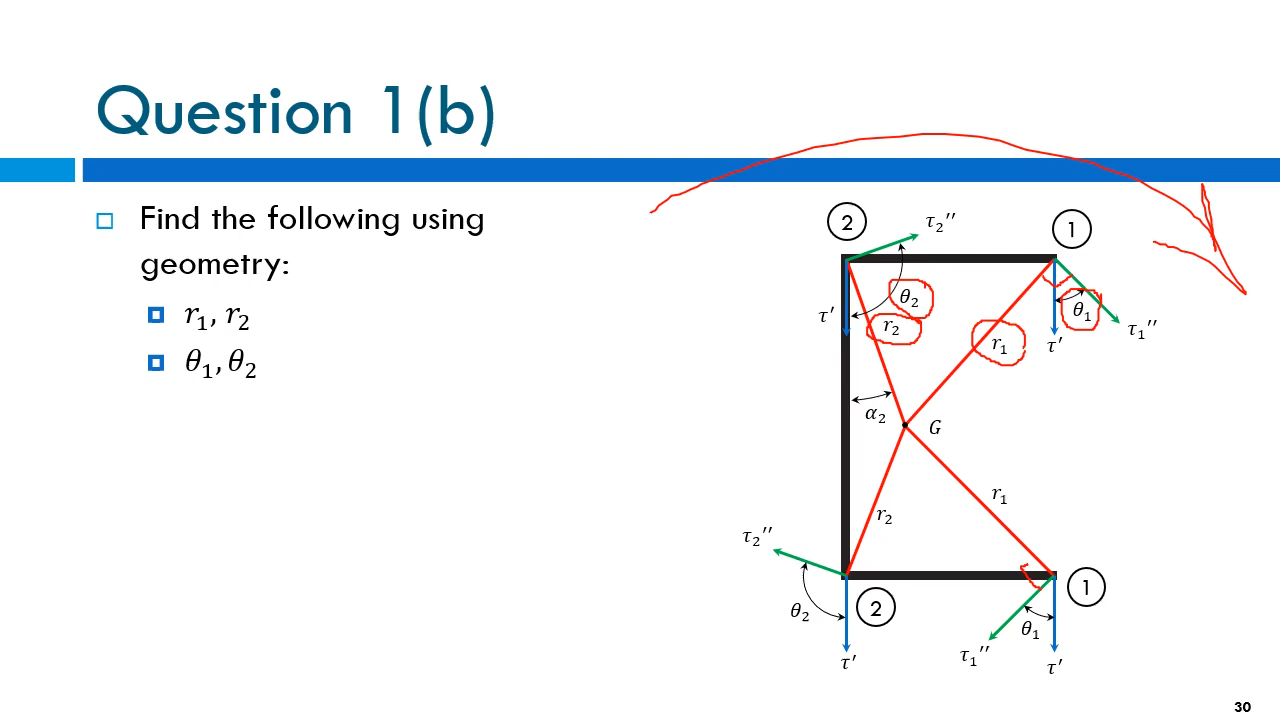 Question 1(b)
Find the following using
geometry:
𝑟₁, 𝑟₂
𝜃₁, 𝜃₂
2
τ₂′′
1
θ₂
τ′
r₂
θ₁
r₁
τ′
τ₁′′
α₂
G
r₁
r₂
τ₂′′
θ₂
2
1
θ₁
τ₁′′
τ′
τ′
30